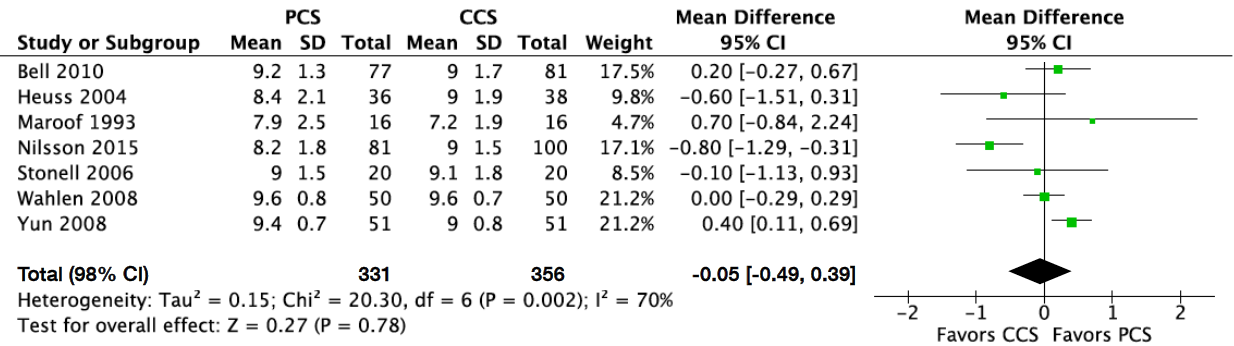 PCS CCS Mean Difference Mean Difference
Study or Subgroup Mean SD Total Mean SD Total Weight 95% CI 95% CI
Bell 2010 9.2 1.3 77 9 1.7 81 17.5% 0.20 [−0.27, 0.67]
Heuss 2004 8.4 2.1 36 9 1.9 38 9.8% −0.60 [−1.51, 0.31]
Maroof 1993 7.9 2.5 16 7.2 1.9 16 4.7% 0.70 [−0.84, 2.24]
Nilsson 2015 8.2 1.8 81 9 1.5 100 17.1% −0.80 [−1.29, −0.31]
Stonell 2006 9 1.5 20 9.1 1.8 20 8.5% −0.10 [−1.13, 0.93]
Wahlen 2008 9.6 0.8 50 9.6 0.7 50 21.2% 0.00 [−0.29, 0.29]
Yun 2008 9.4 0.7 51 9 0.8 51 21.2% 0.40 [0.11, 0.69]
Total (98% CI) 331 356 -0.05 [-0.49, 0.39]
Heterogeneity: Tau² = 0.15; Chi² = 20.30, df = 6 (P = 0.002); I² = 70%
Test for overall effect: Z = 0.27 (P = 0.78)
−2 −1 0 1 2
Favors CCS Favors PCS